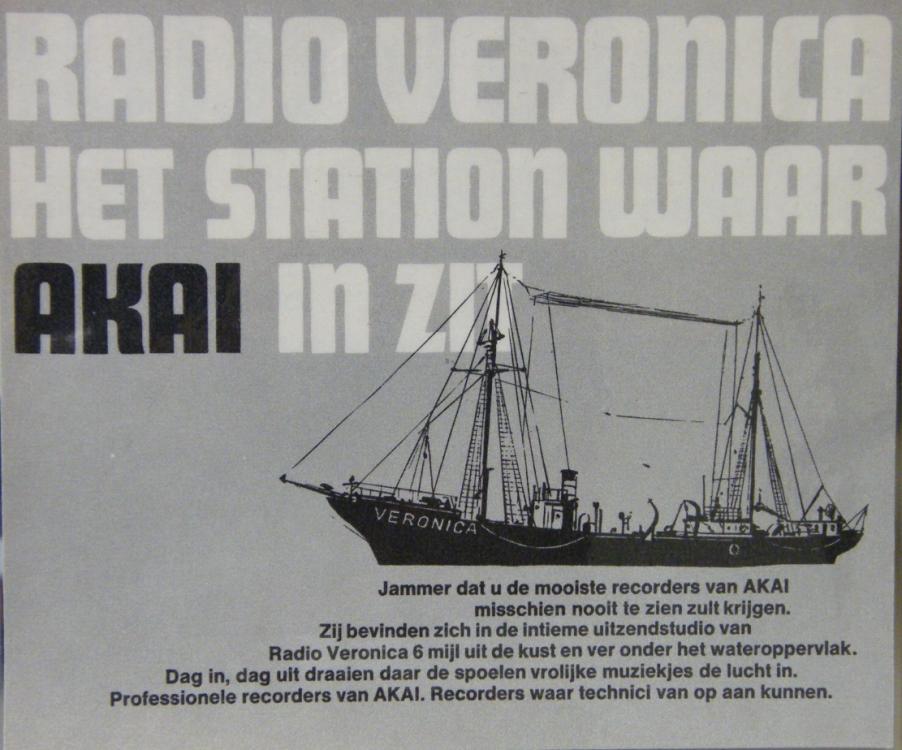 RADIO VERONICA
HET STATION WAAR
AKAI IN ZIT
VERONICA
Jammer dat u de mooiste recorders van AKAI
misschien nooit te zien zult krijgen.
Zij bevinden zich in de intieme uitzendstudio van
Radio Veronica 6 mijl uit de kust en ver onder het wateroppervlak.
Dag in, dag uit draaien daar de spoelen vrolijke muziekjes de lucht in.
Professionele recorders van AKAI. Recorders waar technici van op aan kunnen.